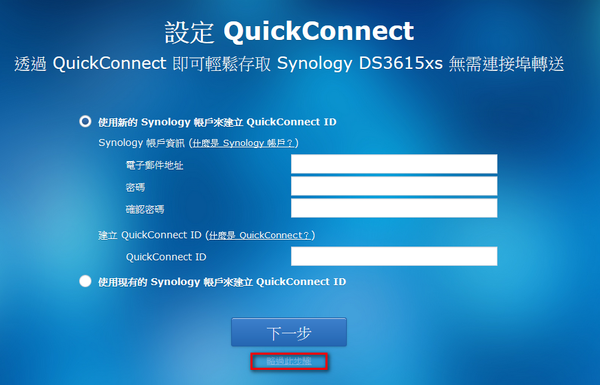 設定 QuickConnect
透過 QuickConnect 即可輕鬆存取 Synology DS3615xs 無需連接埠轉送
使用新的 Synology 帳戶來建立 QuickConnect ID
Synology 帳戶資訊 (什麼是 Synology 帳戶？)
電子郵件地址
密碼
確認密碼
建立 QuickConnect ID (什麼是 QuickConnect？)
QuickConnect ID
使用現有的 Synology 帳戶來建立 QuickConnect ID
下一步
略過此步驟